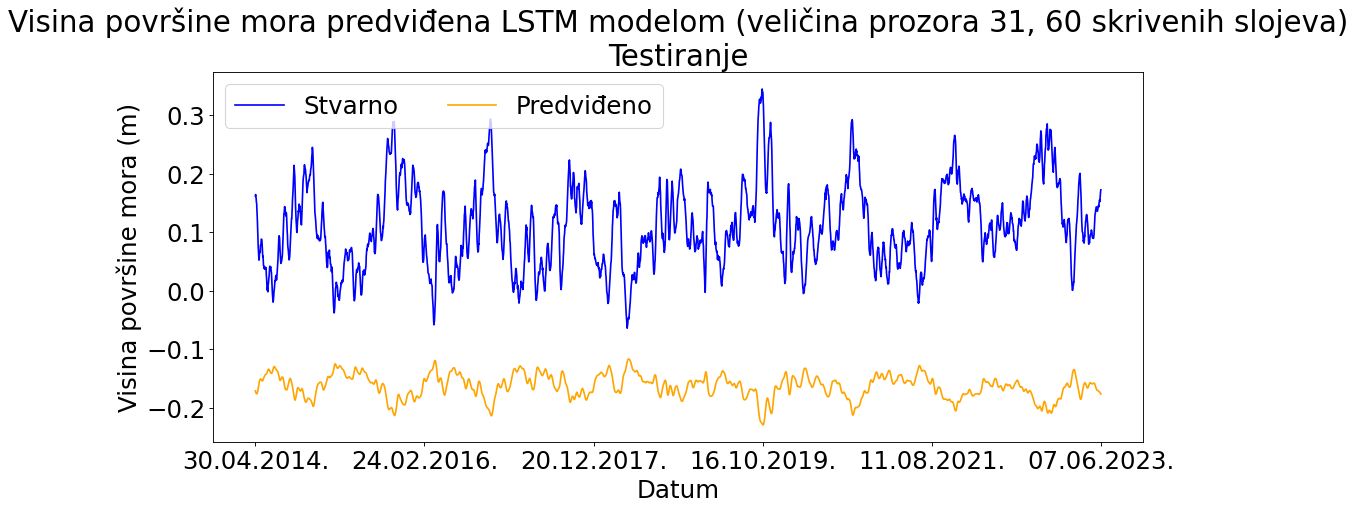 Visina površine mora predviđena LSTM modelom (veličina prozora 31, 60 skrivenih slojeva)
Testiranje
Stvarno Predviđeno
Visina površine mora (m)
0.3
0.2
0.1
0.0
−0.1
−0.2
30.04.2014. 24.02.2016. 20.12.2017. 16.10.2019. 11.08.2021. 07.06.2023.
Datum